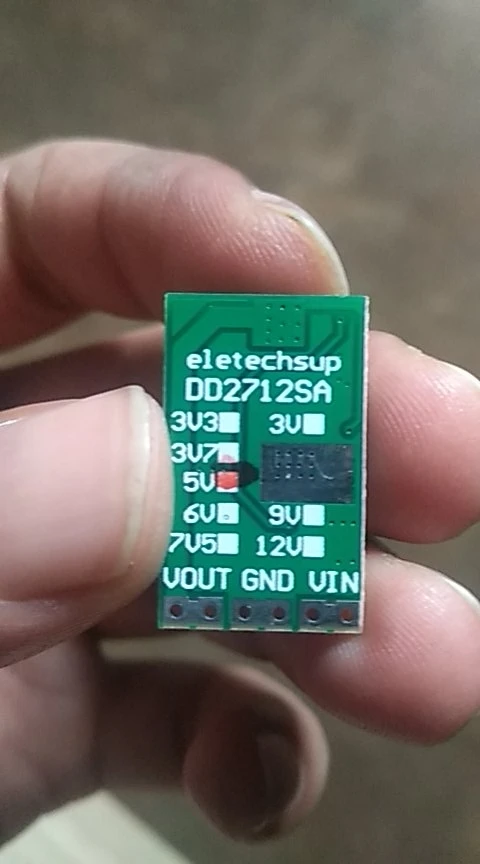 eletechsup
DD2712SA
3V3 3V
3V7
5V
6V 9V
7V5 12V
VOUT GND VIN